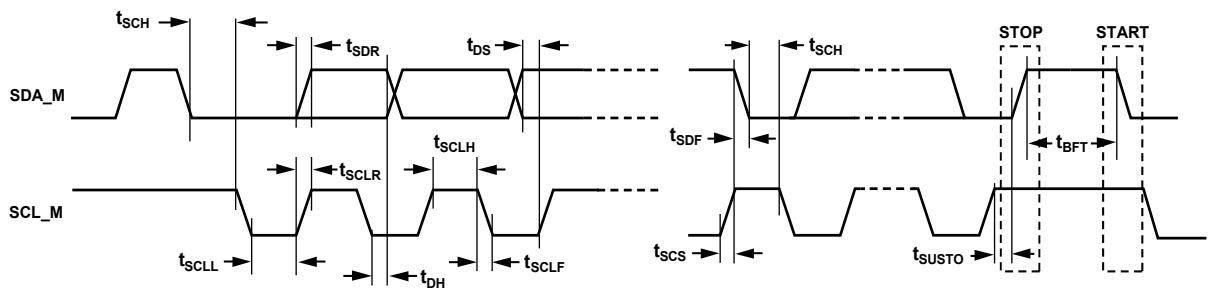 tSCH
tSDR
tDS
tSCH
STOP
START
SDA_M
tSDF
tSCLH
tBFT
tSCLR
SCL_M
tSCLL
tDH
tSCLF
tSCS
tSUSTO